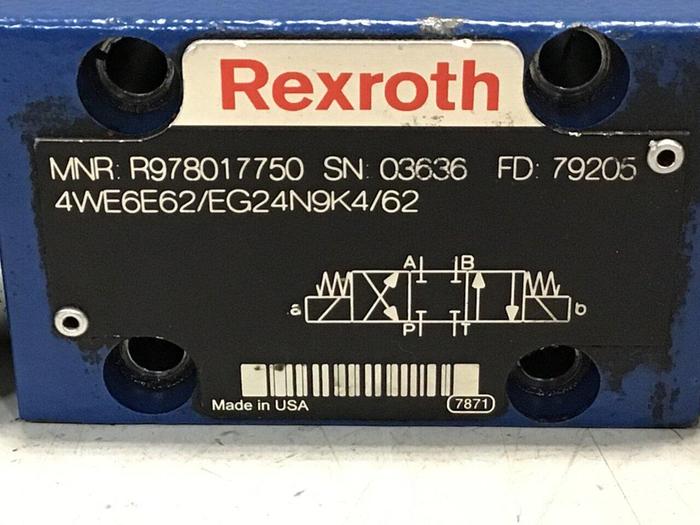 Rexroth
MNR: R978017750 SN: 03636 FD: 79205
4WE6E62/EG24N9K4/62
A B
a b
P T
Made in USA 7871